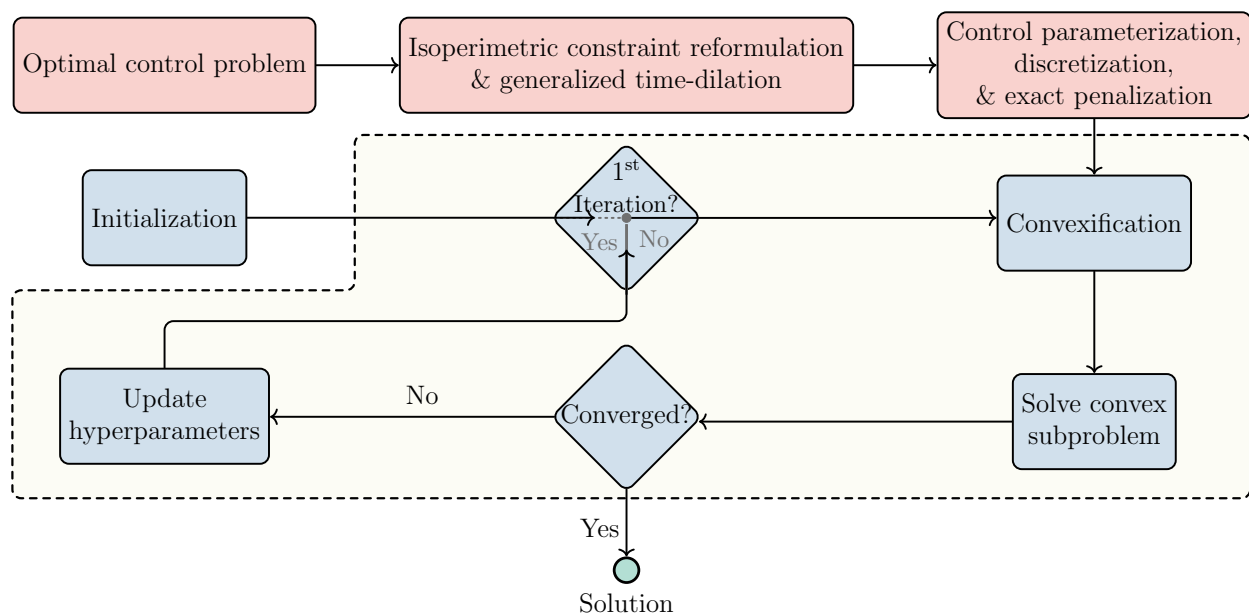 Optimal control problem
Isoperimetric constraint reformulation
& generalized time-dilation
Control parameterization,
discretization,
& exact penalization
Initialization
1st
Iteration?
Yes
No
Convexification
Update
hyperparameters
No
Converged?
Solve convex
subproblem
Yes
Solution